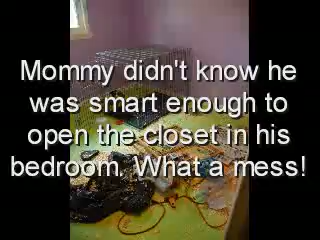 Mommy didn't know he
was smart enough to
open the closet in his
bedroom. What a mess!